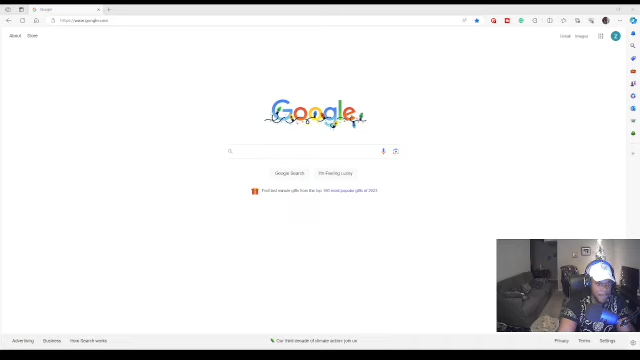 Google
https://www.google.com
About
Store
Gmail
Images
Z
Google
Google Search
I'm Feeling Lucky
Find last minute gifts from the top 100 most popular gifts of 2023
Our third decade of climate action: join us
Advertising
Business
How Search works
Privacy
Terms
Settings